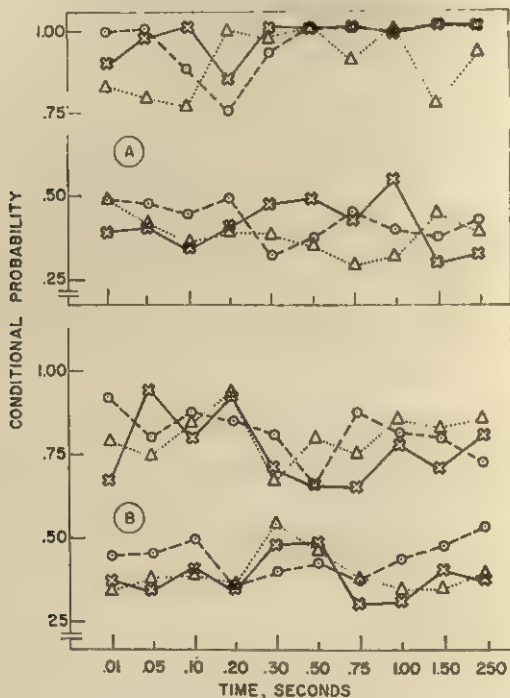 CONDITIONAL PROBABILITY
1.00
.75
A
.50
.25
1.00
.75
B
.50
.25
.01 .05 .10 .20 .30 .50 .75 1.00 1.50 2.50
TIME, SECONDS